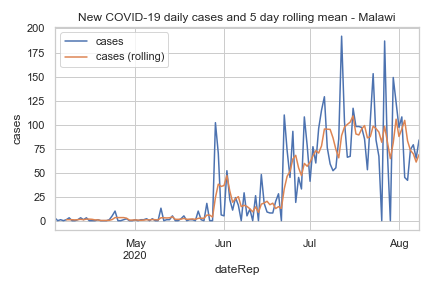 New COVID-19 daily cases and 5 day rolling mean - Malawi
cases
cases (rolling)
200
175
150
125
100
75
50
25
0
cases
May
2020
Jun
Jul
Aug
dateRep